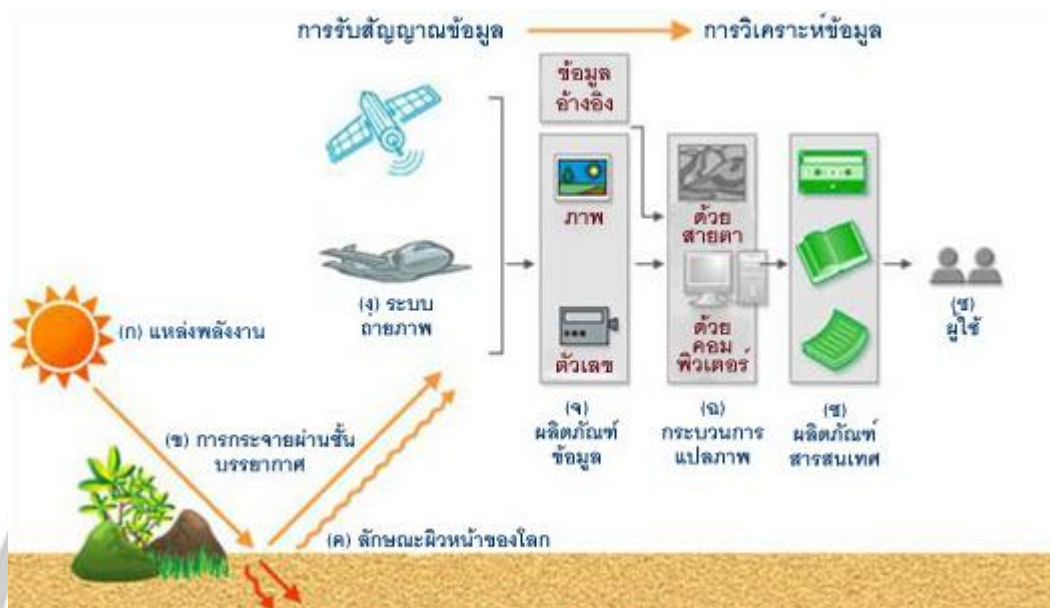 การรับสัญญาณข้อมูล
การวิเคราะห์ข้อมูล
ข้อมูล
อ้างอิง
ภาพ
ตัวเลข
ด้วย
สายตา
ด้วย
คอม
พิวเตอร์
(ก) แหล่งพลังงาน
(ง) ระบบ
ถ่ายภาพ
(ข) การกระจายผ่านชั้น
บรรยากาศ
(ค) ลักษณะผิวหน้าของโลก
(จ)
ผลิตภัณฑ์
ข้อมูล
(ฉ)
กระบวนการ
แปลภาพ
(ช)
ผลิตภัณฑ์
สารสนเทศ
(ซ)
ผู้ใช้